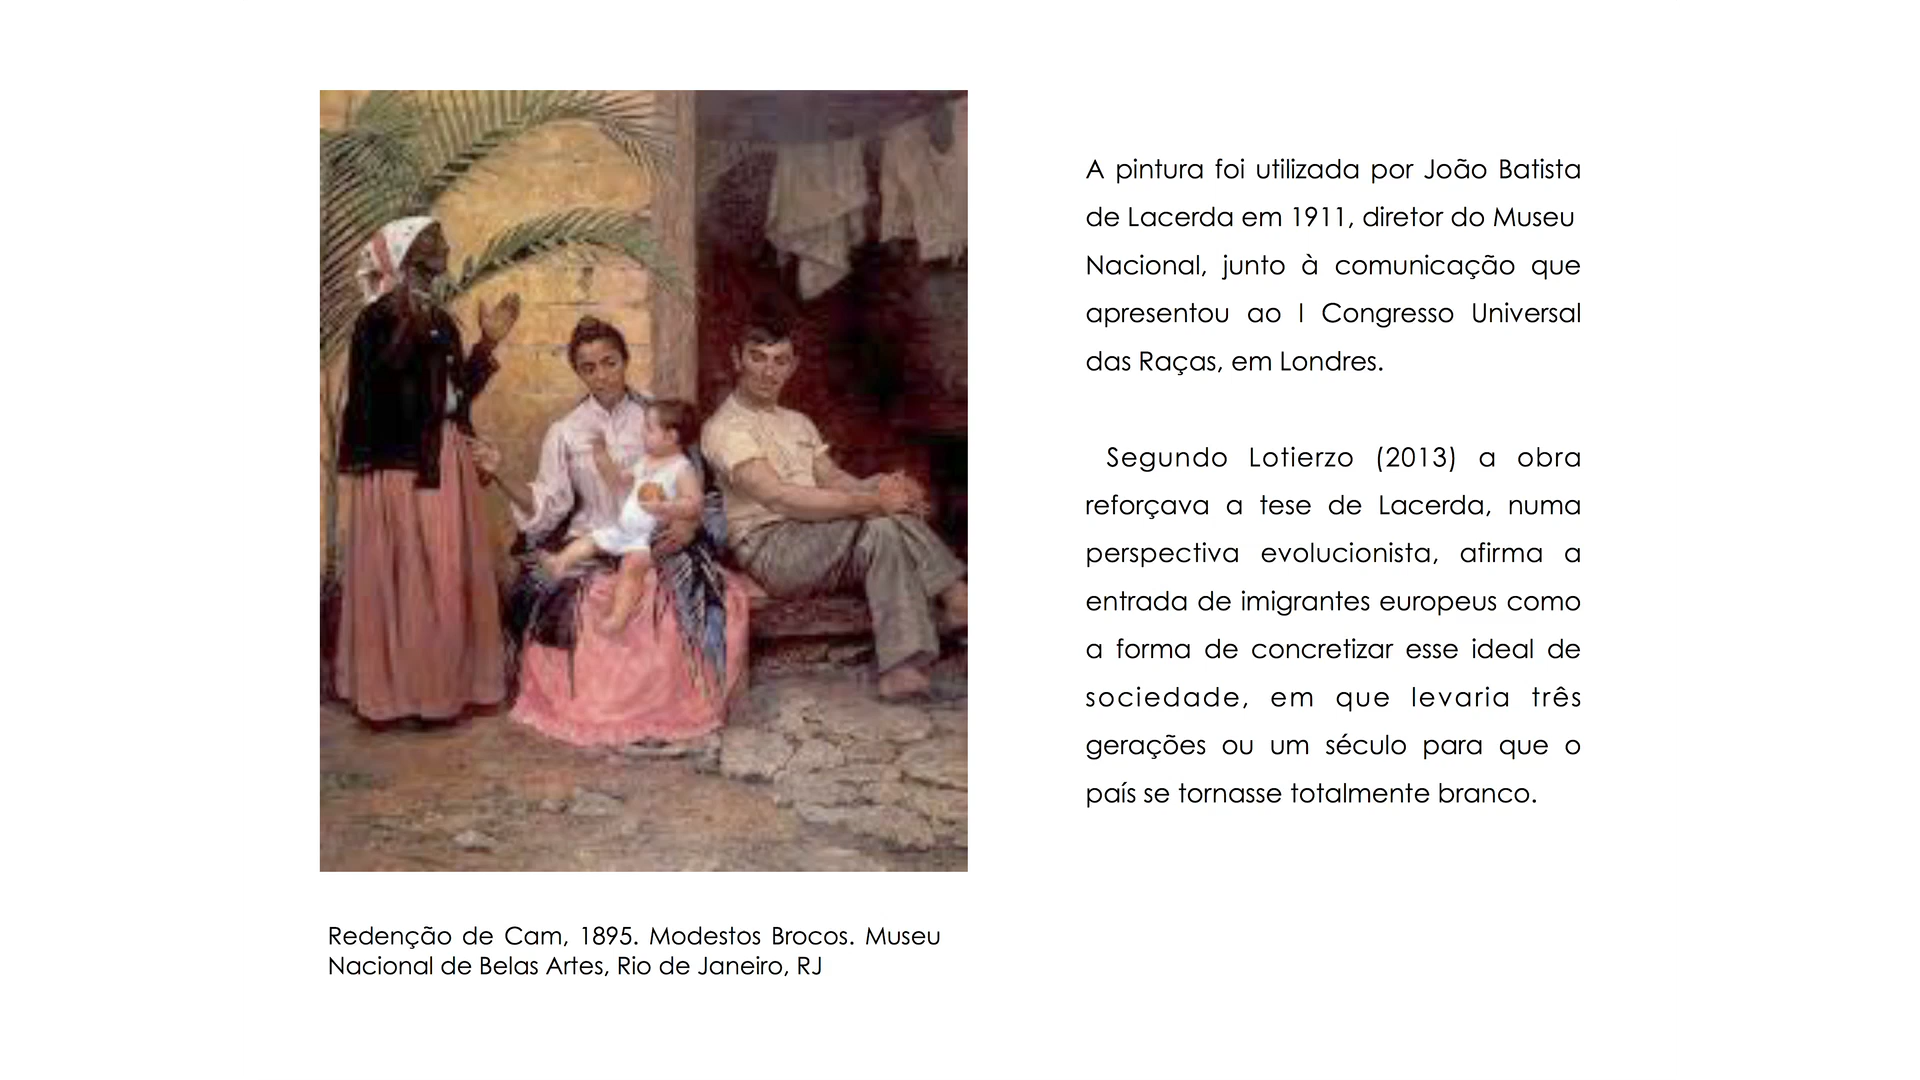 A pintura foi utilizada por João Batista
de Lacerda em 1911, diretor do Museu
Nacional, junto à comunicação que
apresentou ao I Congresso Universal
das Raças, em Londres.
Segundo Lotierzo (2013) a obra
reforçava a tese de Lacerda, numa
perspectiva evolucionista, afirma a
entrada de imigrantes europeus como
a forma de concretizar esse ideal de
sociedade, em que levaria três
gerações ou um século para que o
país se tornasse totalmente branco.
Redenção de Cam, 1895. Modestos Brocos. Museu
Nacional de Belas Artes, Rio de Janeiro, RJ